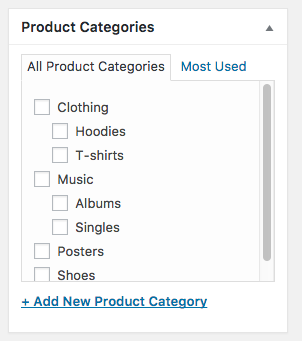 Product Categories
All Product Categories Most Used
Clothing
Hoodies
T-shirts
Music
Albums
Singles
Posters
Shoes
+ Add New Product Category